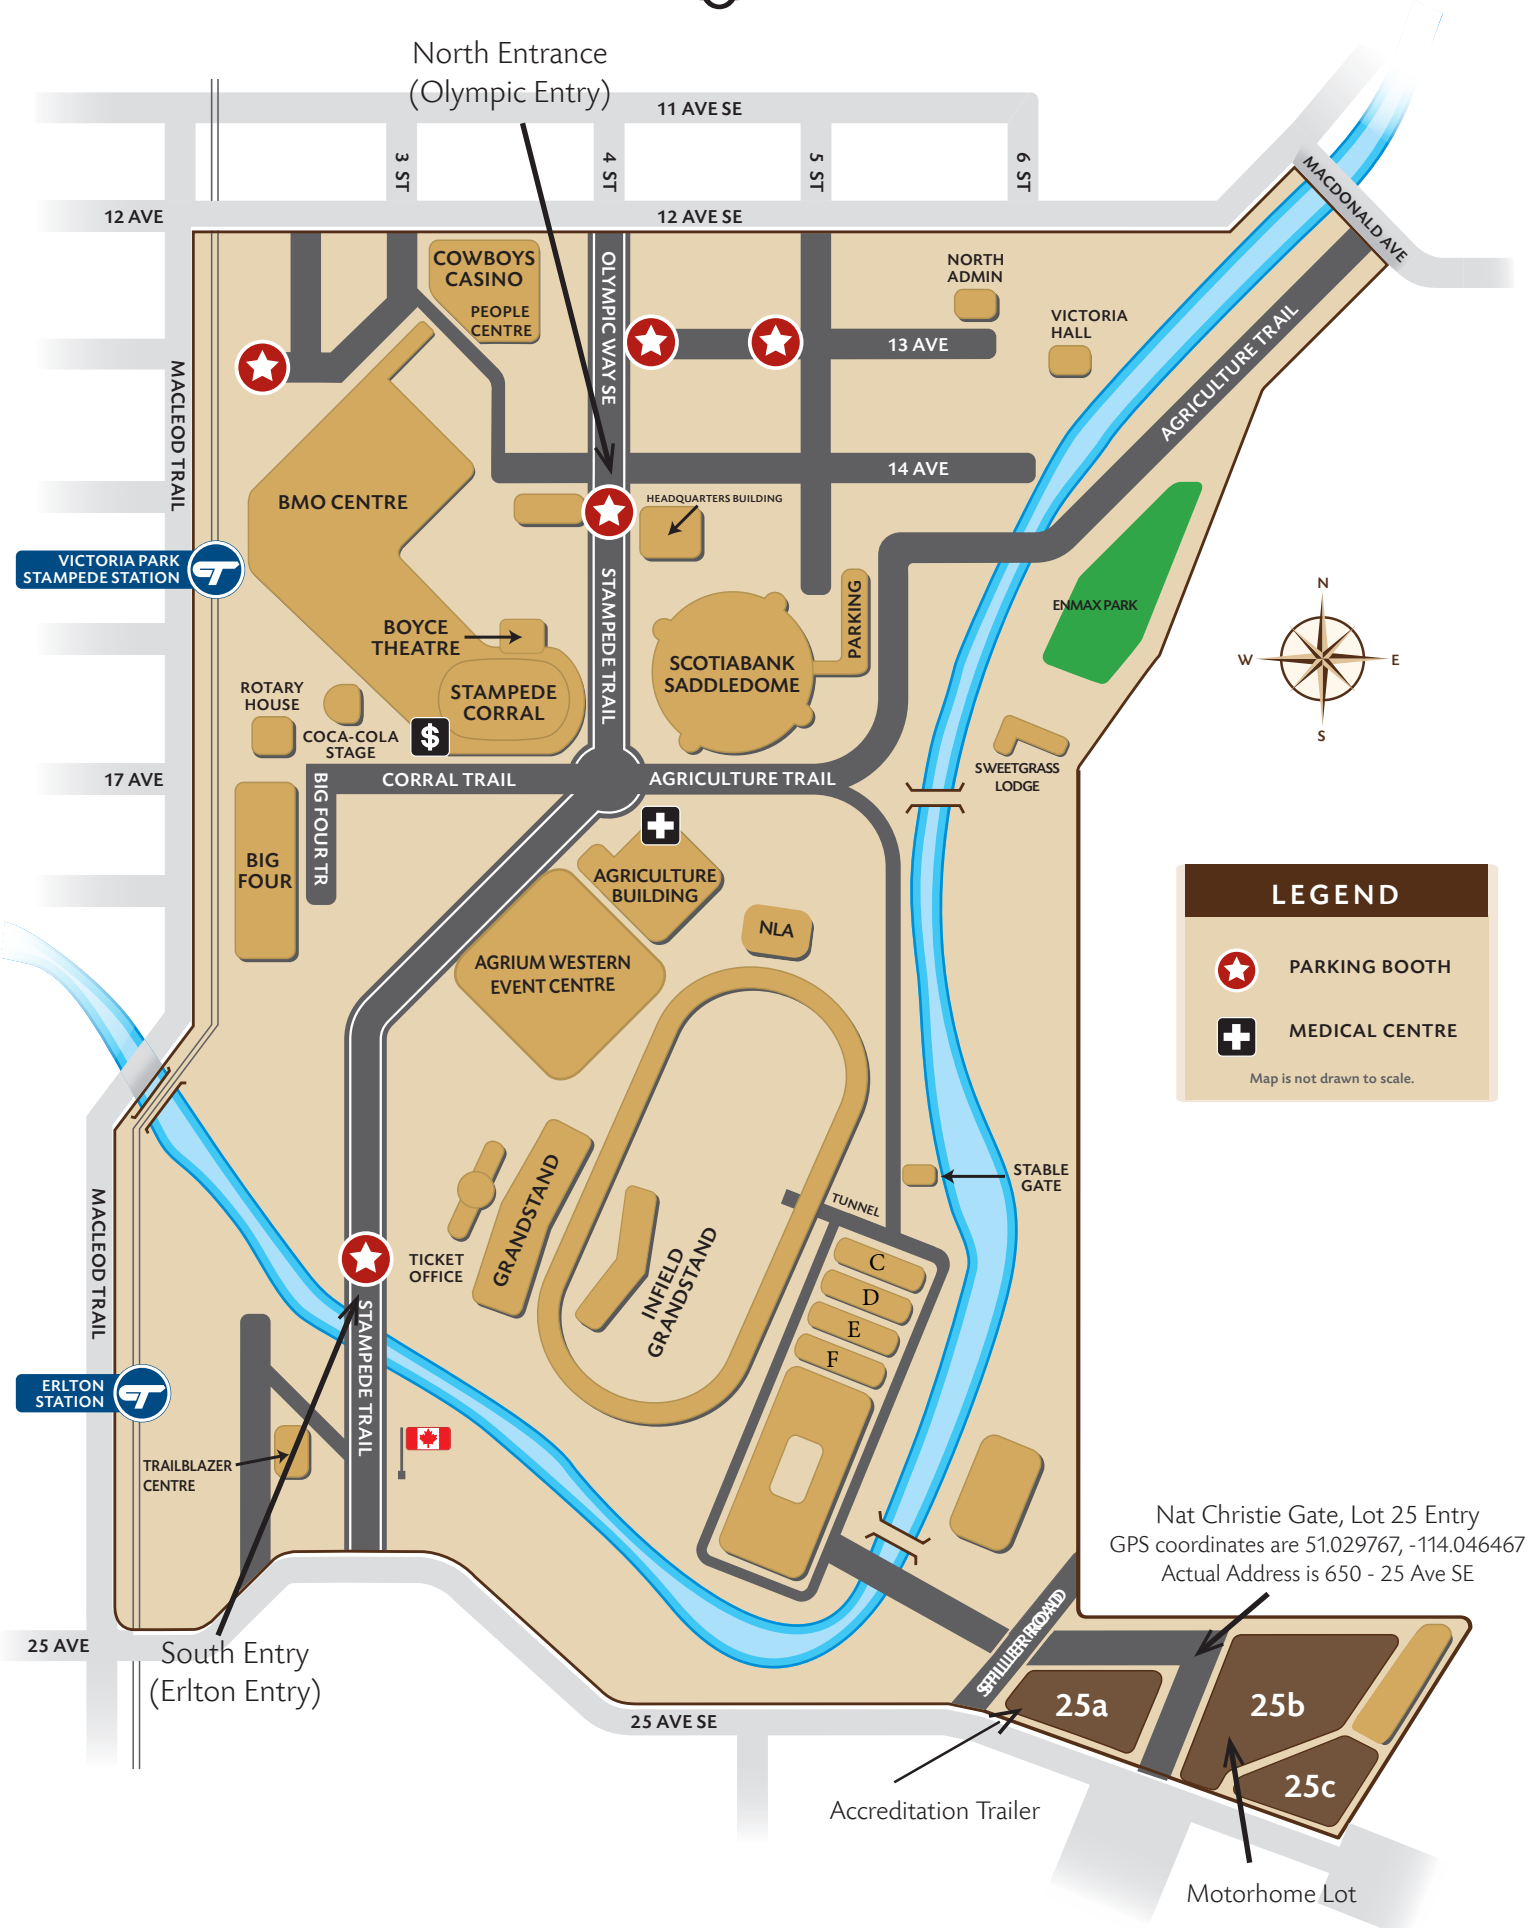 North Entrance
(Olympic Entry)
11 AVE SE
3 ST
4 ST
5 ST
6 ST
MACDONALD AVE
12 AVE
12 AVE SE
COWBOYS
CASINO
PEOPLE
CENTRE
OLYMPIC WAY SE
NORTH
ADMIN
VICTORIA
HALL
13 AVE
AGRICULTURE TRAIL
MACLEOD TRAIL
14 AVE
BMO CENTRE
HEADQUARTERS BUILDING
VICTORIA PARK
STAMPEDE STATION
STAMPEDE TRAIL
PARKING
ENMAX PARK
N
W
E
S
BOYCE
THEATRE
SCOTIABANK
SADDLEDOME
STAMPEDE
CORRAL
ROTARY
HOUSE
COCA-COLA
STAGE
$
SWEETGRASS
LODGE
17 AVE
BIG FOUR TR
CORRAL TRAIL
AGRICULTURE TRAIL
BIG
FOUR
AGRICULTURE
BUILDING
NLA
AGRIUM WESTERN
EVENT CENTRE
LEGEND
PARKING BOOTH
MEDICAL CENTRE
Map is not drawn to scale.
STABLE
GATE
TUNNEL
GRANDSTAND
INFIELD
GRANDSTAND
TICKET
OFFICE
C
D
E
F
MACLEOD TRAIL
STAMPEDE TRAIL
ERLTON
STATION
TRAILBLAZER
CENTRE
Nat Christie Gate, Lot 25 Entry
GPS coordinates are 51.029767, -114.046467
Actual Address is 650 - 25 Ave SE
SPILLER ROAD
25 AVE
South Entry
(Erlton Entry)
25 AVE SE
25a
25b
25c
Accreditation Trailer
Motorhome Lot